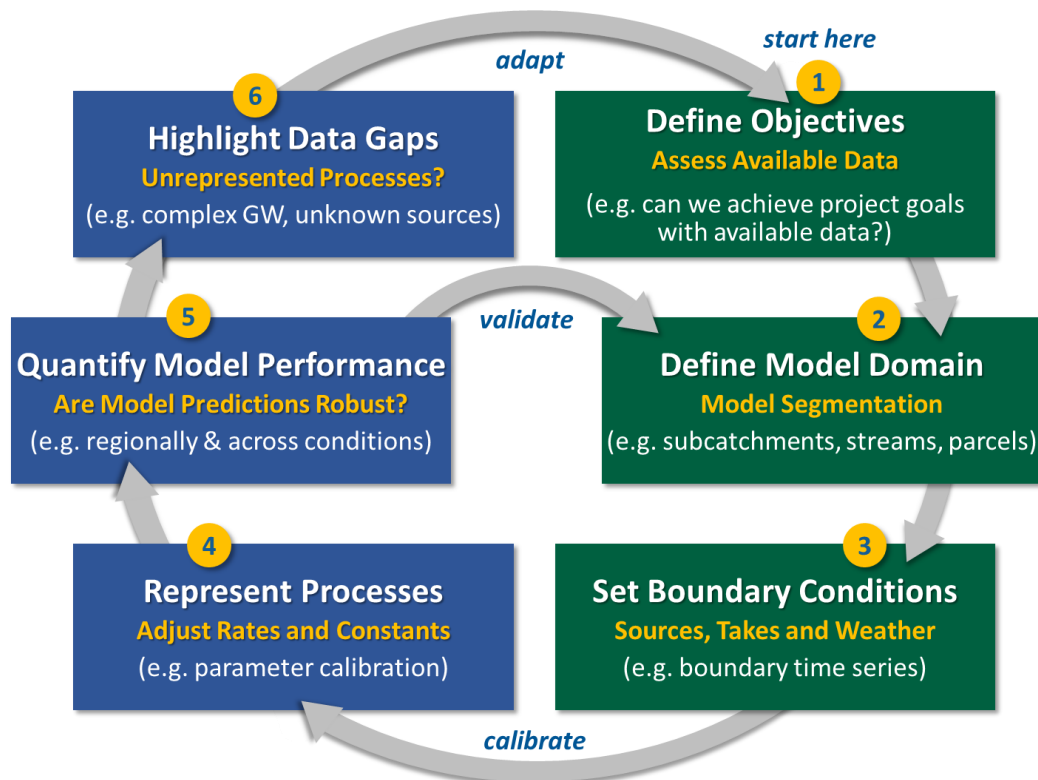 start here
1
Define Objectives
Assess Available Data
(e.g. can we achieve project goals
with available data?)
2
Define Model Domain
Model Segmentation
(e.g. subcatchments, streams, parcels)
3
Set Boundary Conditions
Sources, Takes and Weather
(e.g. boundary time series)
calibrate
4
Represent Processes
Adjust Rates and Constants
(e.g. parameter calibration)
5
Quantify Model Performance
Are Model Predictions Robust?
(e.g. regionally & across conditions)
validate
6
Highlight Data Gaps
Unrepresented Processes?
(e.g. complex GW, unknown sources)
adapt